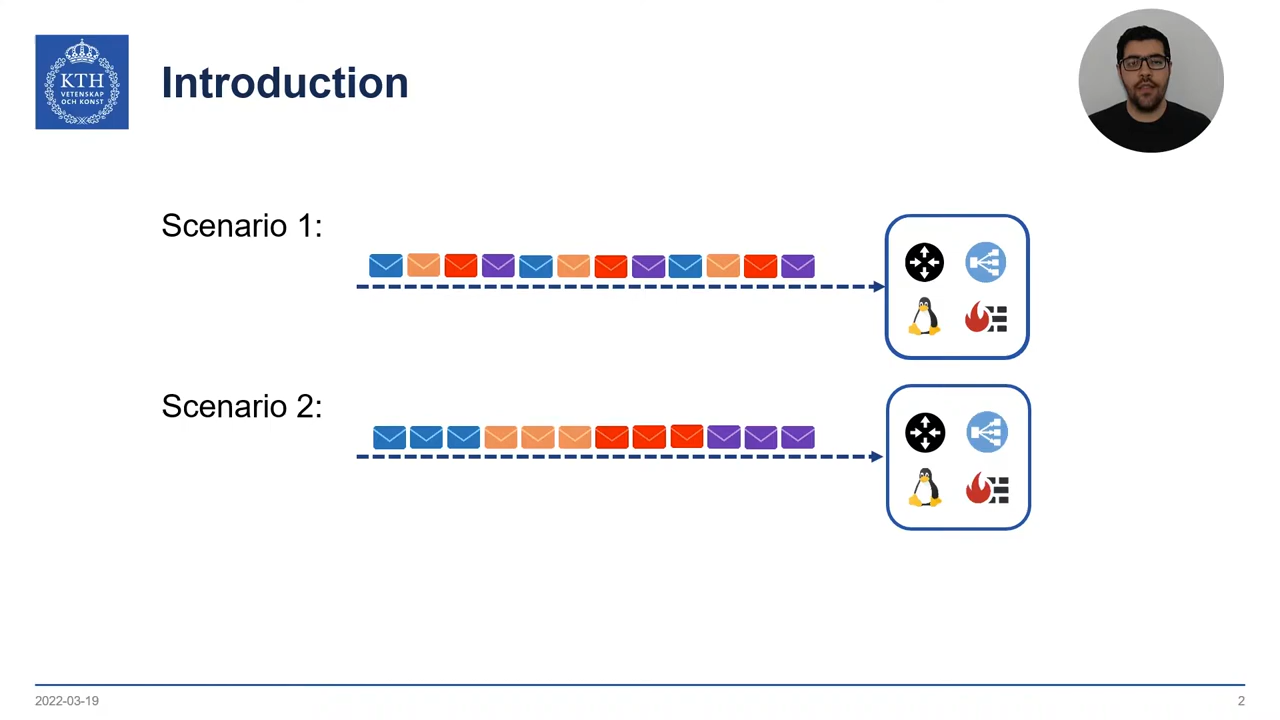 KTH
VETENSKAP
OCH KONST
Introduction
Scenario 1:
Scenario 2:
2022-03-19
2